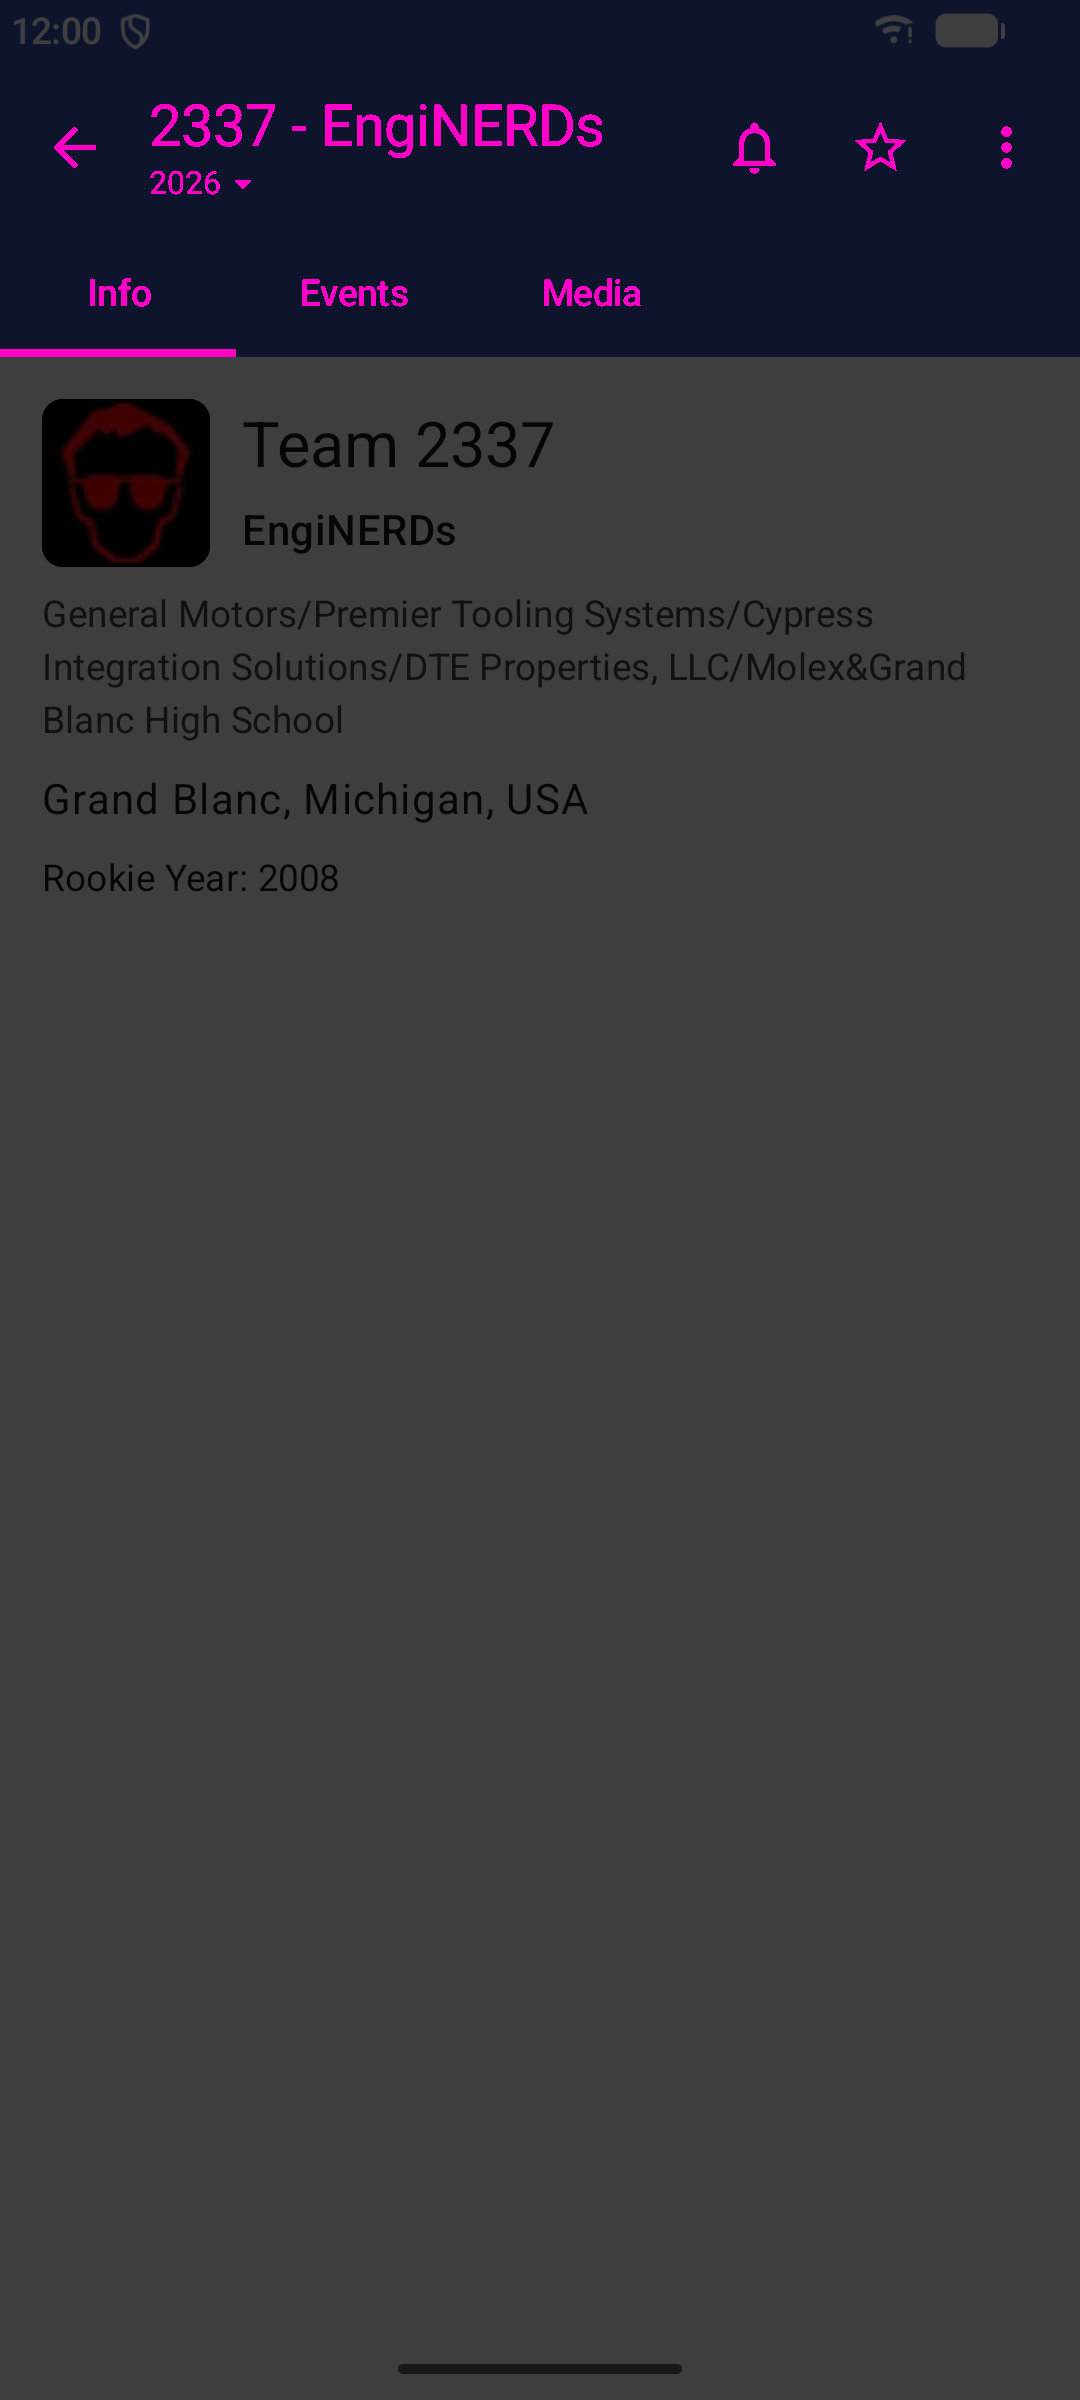 12:00
2337 - EngiNERDs
2026
Info Events Media
Team 2337
EngiNERDs
General Motors/Premier Tooling Systems/Cypress
Integration Solutions/DTE Properties, LLC/Molex&Grand
Blanc High School
Grand Blanc, Michigan, USA
Rookie Year: 2008